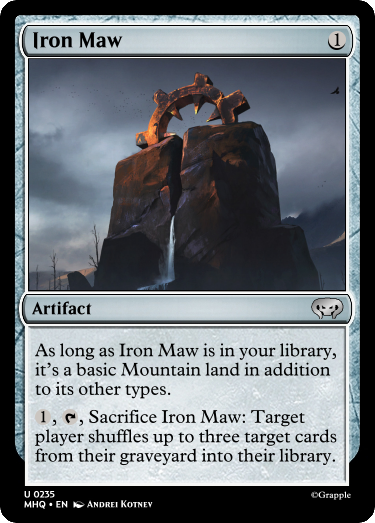 Iron Maw 1
Artifact
As long as Iron Maw is in your library,
it's a basic Mountain land in addition
to its other types.
1 , , Sacrifice Iron Maw: Target
player shuffles up to three target cards
from their graveyard into their library.
U 0235
MHQ • EN Andrei Kotnev
©Grapple